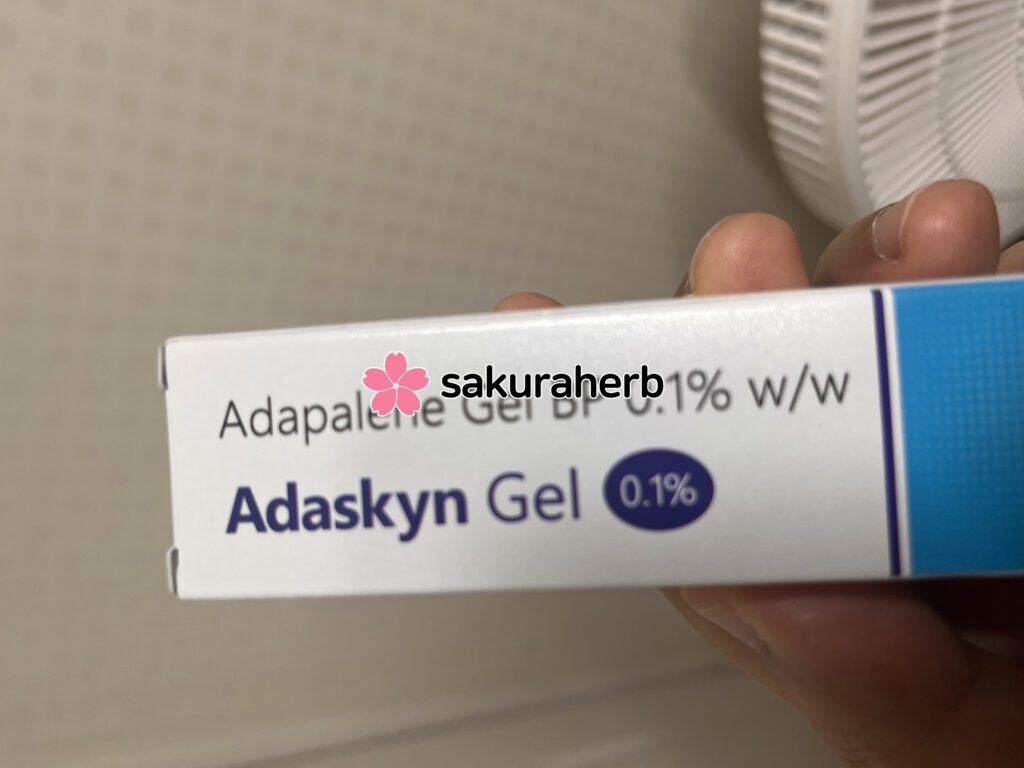 Adapalene Gel BP 0.1% w/w
sakuraherb
Adaskyn Gel 0.1%